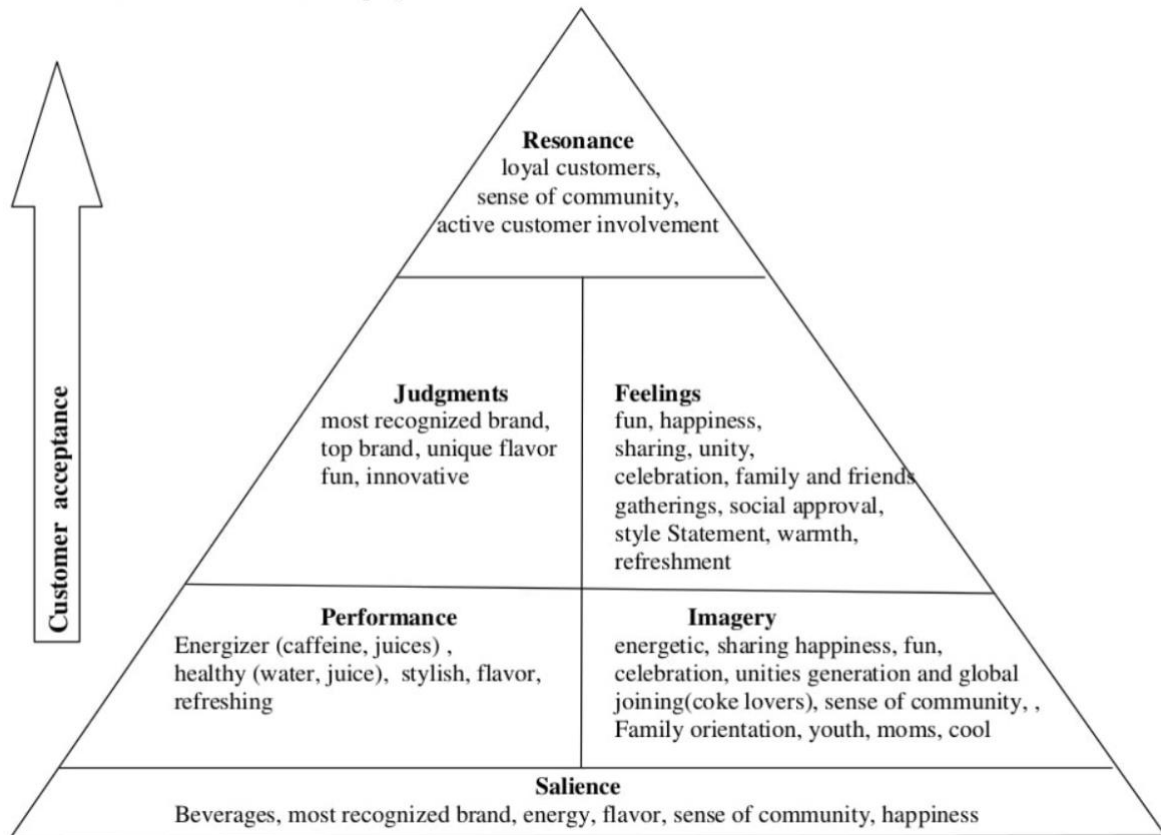 Resonance
loyal customers,
sense of community,
active customer involvement
Customer acceptance
Judgments
most recognized brand,
top brand, unique flavor
fun, innovative
Feelings
fun, happiness,
sharing, unity,
celebration, family and friends
gatherings, social approval,
style Statement, warmth,
refreshment
Performance
Energizer (caffeine, juices) ,
healthy (water, juice),  stylish, flavor,
refreshing
Imagery
energetic, sharing happiness, fun,
celebration, unities generation and global
joining(coke lovers), sense of community, ,
Family orientation, youth, moms, cool
Salience
Beverages, most recognized brand, energy, flavor, sense of community, happiness